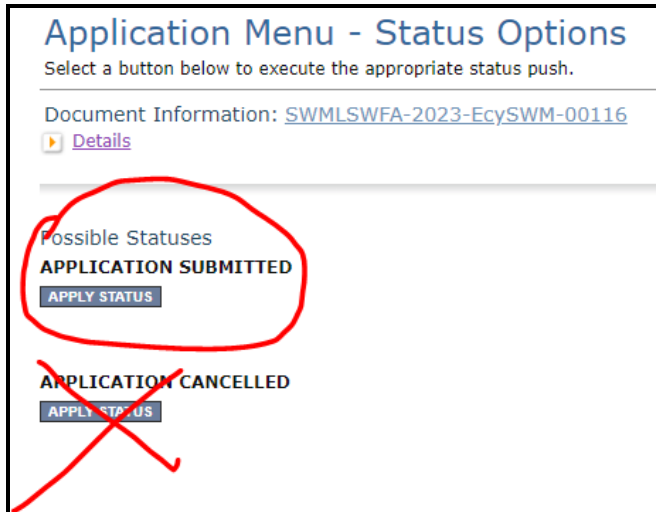 Application Menu - Status Options
Select a button below to execute the appropriate status push.
Document Information: SWMLSWFA-2023-EcySWM-00116
Details
Possible Statuses
APPLICATION SUBMITTED
APPLY STATUS
APPLICATION CANCELLED
APPLY STATUS